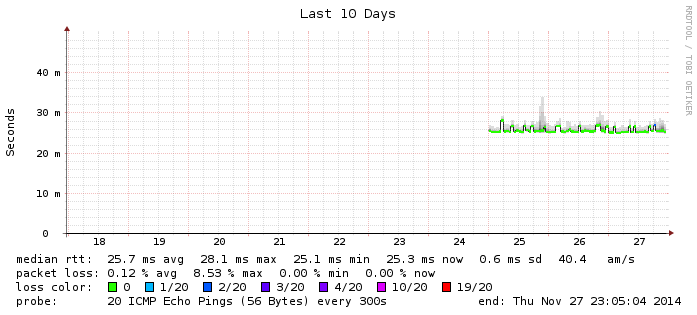 Last 10 Days
RRDTOOL / TOBI OETIKER
Seconds
40 m
30 m
20 m
10 m
0
18 19 20 21 22 23 24 25 26 27
median rtt: 25.7 ms avg 28.1 ms max 25.1 ms min 25.3 ms now 0.6 ms sd 40.4 am/s
packet loss: 0.12 % avg 8.53 % max 0.00 % min 0.00 % now
loss color: 0 1/20 2/20 3/20 4/20 10/20 19/20
probe: 20 ICMP Echo Pings (56 Bytes) every 300s end: Thu Nov 27 23:05:04 2014